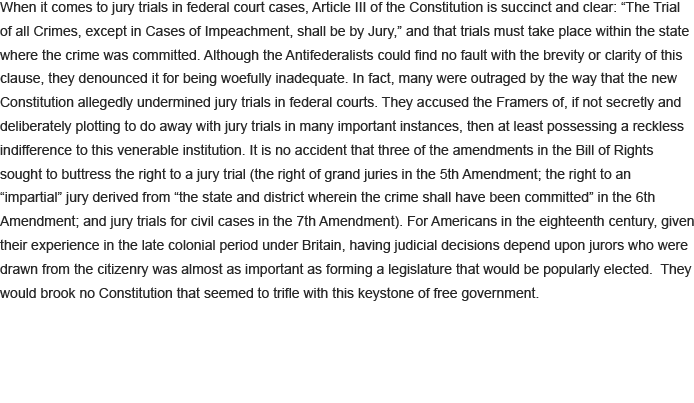 When it comes to jury trials in federal court cases, Article III of the Constitution is succinct and clear: “The Trial
of all Crimes, except in Cases of Impeachment, shall be by Jury,” and that trials must take place within the state
where the crime was committed. Although the Antifederalists could find no fault with the brevity or clarity of this
clause, they denounced it for being woefully inadequate. In fact, many were outraged by the way that the new
Constitution allegedly undermined jury trials in federal courts. They accused the Framers of, if not secretly and
deliberately plotting to do away with jury trials in many important instances, then at least possessing a reckless
indifference to this venerable institution. It is no accident that three of the amendments in the Bill of Rights
sought to buttress the right to a jury trial (the right of grand juries in the 5th Amendment; the right to an
“impartial” jury derived from “the state and district wherein the crime shall have been committed” in the 6th
Amendment; and jury trials for civil cases in the 7th Amendment). For Americans in the eighteenth century, given
their experience in the late colonial period under Britain, having judicial decisions depend upon jurors who were
drawn from the citizenry was almost as important as forming a legislature that would be popularly elected.  They
would brook no Constitution that seemed to trifle with this keystone of free government.